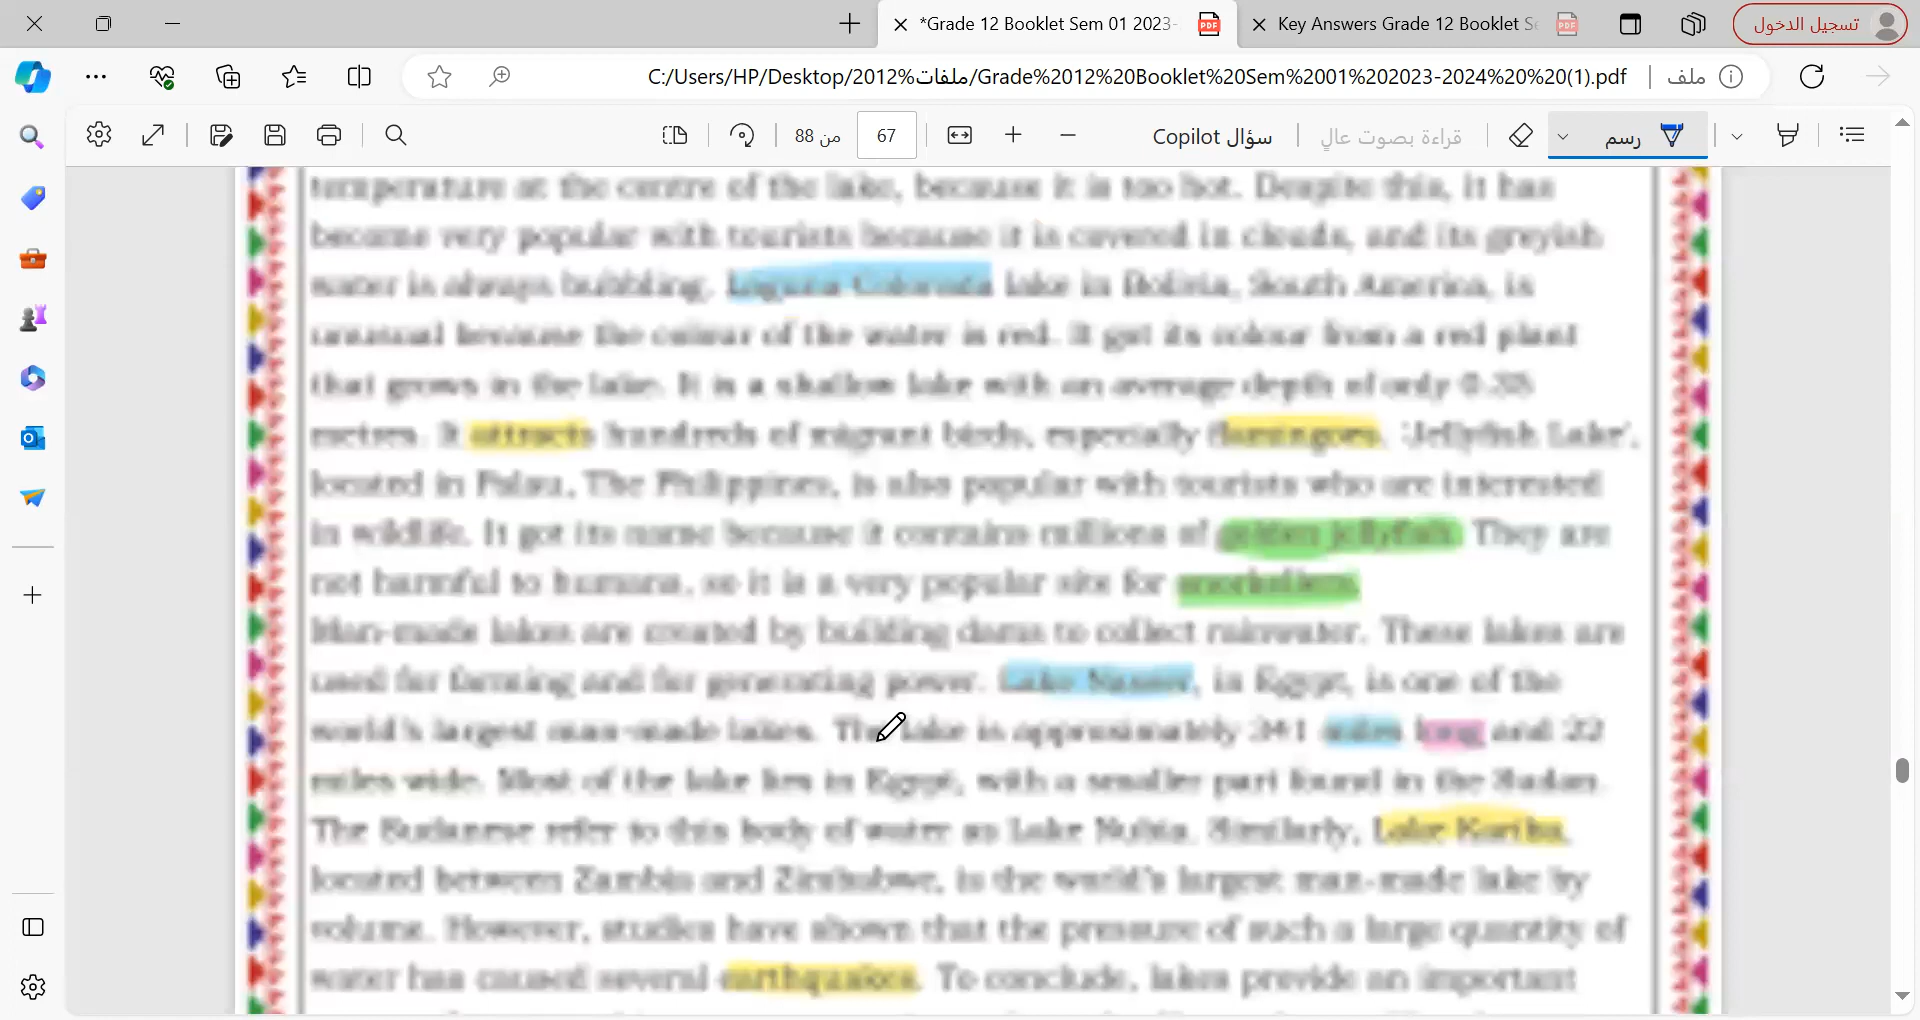 *Grade 12 Booklet Sem 01 2023-
Key Answers Grade 12 Booklet Se
تسجيل الدخول
C:/Users/HP/Desktop/2012%ملفات/Grade%2012%20Booklet%20Sem%2001%202023-2024%20%20(1).pdf
ملف
88 من
67
سؤال Copilot
قراءة بصوت عالٍ
رسم
temperature at the centre of the lake, because it is too hot. Despite this, it has
become very popular with tourists because it is covered in clouds, and its greyish
water is always bubbling. Laguna Colorada lake in Bolivia, South America, is
unusual because the colour of the water is red. It got its colour from a red plant
that grows in the lake. It is a shallow lake with an average depth of only 0.35
metres. It attracts hundreds of migrant birds, especially flamingoes. 'Jellyfish Lake',
located in Palau, The Philippines, is also popular with tourists who are interested
in wildlife. It got its name because it contains millions of golden jellyfish. They are
not harmful to humans, so it is a very popular site for snorkellers.
Man-made lakes are created by building dams to collect rainwater. These lakes are
used for farming and for generating power. Lake Nasser, in Egypt, is one of the
world's largest man-made lakes. The lake is approximately 341 miles long and 22
miles wide. Most of the lake lies in Egypt, with a smaller part found in the Sudan.
The Sudanese refer to this body of water as Lake Nubia. Similarly, Lake Kariba,
located between Zambia and Zimbabwe, is the world's largest man-made lake by
volume. However, studies have shown that the pressure of such a large quantity of
water has caused several earthquakes. To conclude, lakes provide an important